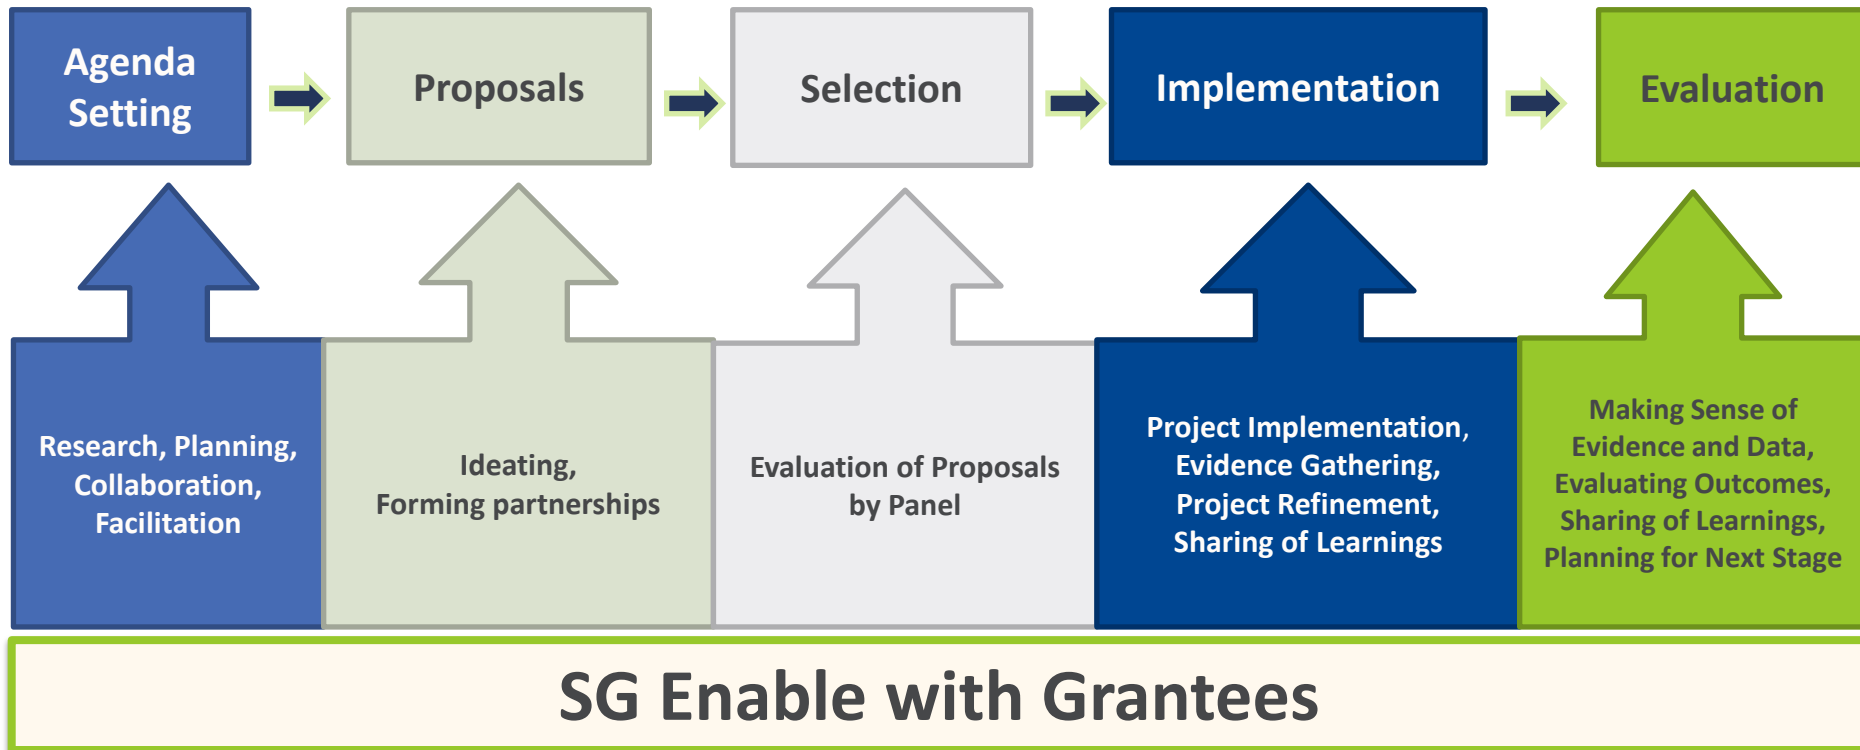 Agenda
Setting
Proposals
Selection
Implementation
Evaluation
Research, Planning,
Collaboration,
Facilitation
Ideating,
Forming partnerships
Evaluation of Proposals
by Panel
Project Implementation,
Evidence Gathering,
Project Refinement,
Sharing of Learnings
Making Sense of
Evidence and Data,
Evaluating Outcomes,
Sharing of Learnings,
Planning for Next Stage
SG Enable with Grantees